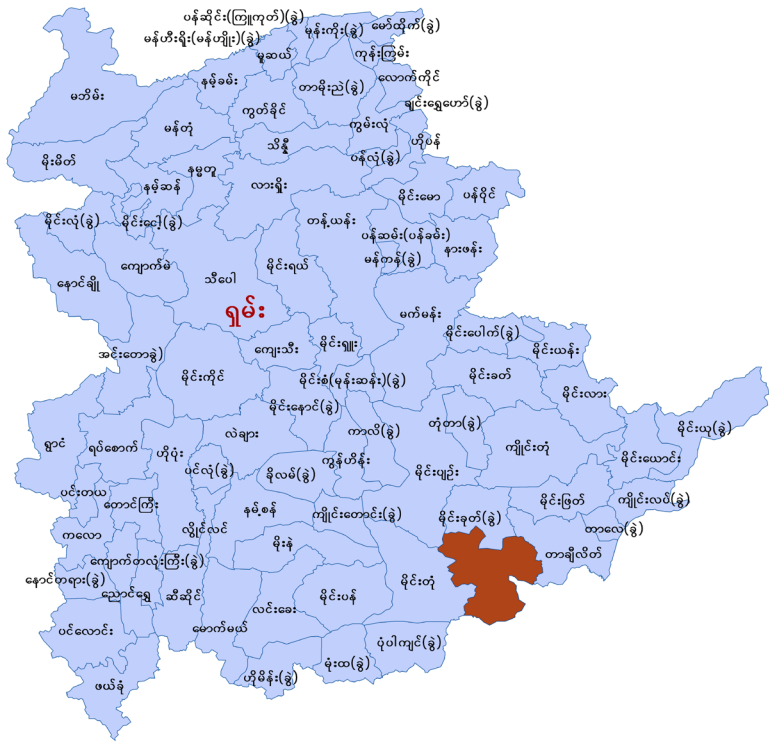 ပန်ဆိုင်း(ကြူကုတ်)(ခွဲ)
မုန်းကိုး(ခွဲ)
မော်ထိုက်(ခွဲ)
မန်ဟီးရိုး(မန်ဟျိုး)(ခွဲ)
မူဆယ်
ကုန်းကြမ်း
နမ့်ခမ်း
တာမိုးညဲ(ခွဲ)
လောက်ကိုင်
မဘိမ်း
ချင်းရွှေဟော်(ခွဲ)
ကွတ်ခိုင်
မန်တုံ
ကွမ်းလုံ
ဟိုပန်
သိန္နီ
မိုးမိတ်
ပန်လုံ(ခွဲ)
နမ္မတူ
နမ့်ဆန်
လားရှိုး
မိုင်းမော
ပန်ဝိုင်
မိုင်းလုံ(ခွဲ)
မိုင်းငေါ့(ခွဲ)
တန့်ယန်း
ပန်ဆမ်း(ပန်ခမ်း)
နားဖန်း
မန်ကန်(ခွဲ)
ကျောက်မဲ
မိုင်းရယ်
နောင်ချို
သီပေါ
ရှမ်း
မက်မန်း
မိုင်းပေါက်(ခွဲ)
အင်းတောခွဲ)
ကျေးသီး
မိုင်းရှူး
မိုင်းယန်း
မိုင်းကိုင်
မိုင်းစံ(မုန်းဆန်း)(ခွဲ)
မိုင်းခတ်
မိုင်းလား
မိုင်းနောင်(ခွဲ)
တုံတာ(ခွဲ)
မိုင်းယု(ခွဲ)
လဲချား
ကာလိ(ခွဲ)
ရွာငံ
ရပ်စောက်
ဟိုပုံး
ကျိုင်းတုံ
မိုင်းယောင်း
ပင်လုံ(ခွဲ)
ခိုလမ်(ခွဲ)
ကွန်ဟိန်း
မိုင်းပျဉ်း
ပင်းတယ
တောင်ကြီး
မိုင်းဖြတ်
ကျိုင်းလပ်(ခွဲ)
နမ့်စန်
ကျိုင်းတောင်း(ခွဲ)
မိုင်းခုတ်(ခွဲ)
ကလော
လွိုင်လင်
တာလေ(ခွဲ)
မိုးနဲ
တာချီလိတ်
ကျောက်တလုံးကြီး(ခွဲ)
နောင်တရား(ခွဲ)
မိုင်းတုံ
ညောင်ရွှေ
ဆီဆိုင်
မိုင်းပန်
လင်းခေး
ပင်လောင်း
မောက်မယ်
ပုံပါကျင်(ခွဲ)
မုံးထ(ခွဲ)
ဟိုမိန်း(ခွဲ)
ဖယ်ခုံ